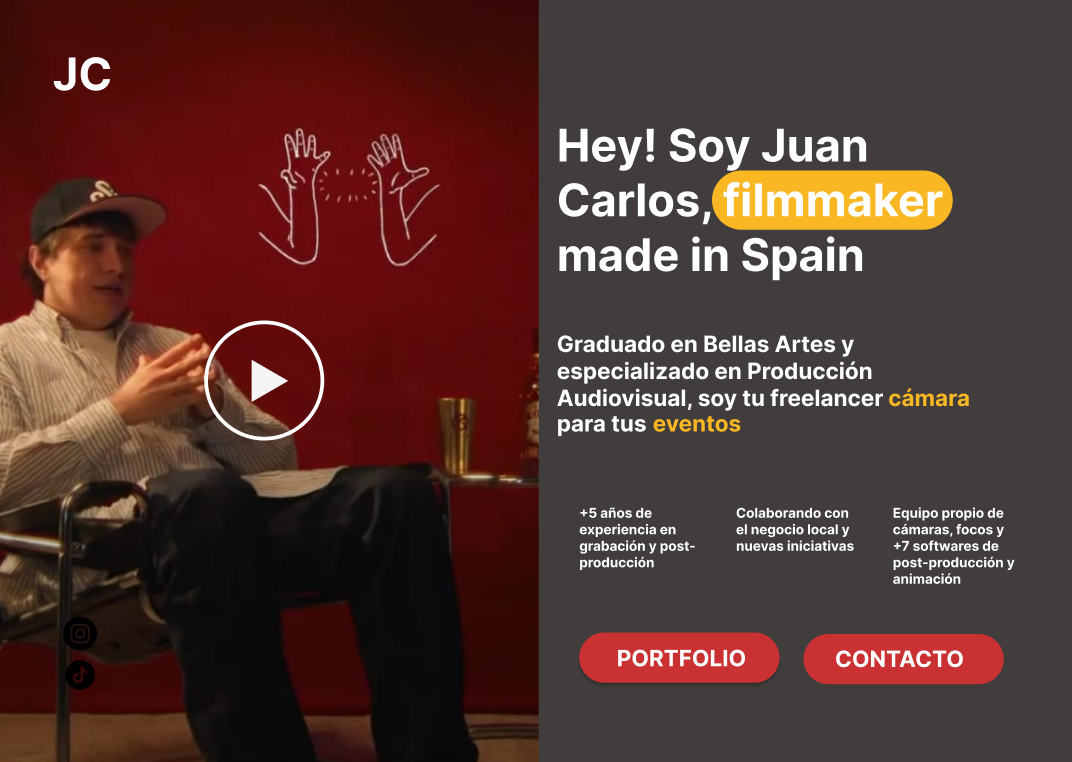 JC
Hey! Soy Juan
Carlos, filmmaker
made in Spain
Graduado en Bellas Artes y
especializado en Producción
Audiovisual, soy tu freelancer cámara
para tus eventos
+5 años de
experiencia en
grabación y post-
producción
Colaborando con
el negocio local y
nuevas iniciativas
Equipo propio de
cámaras, focos y
+7 softwares de
post-producción y
animación
PORTFOLIO
CONTACTO